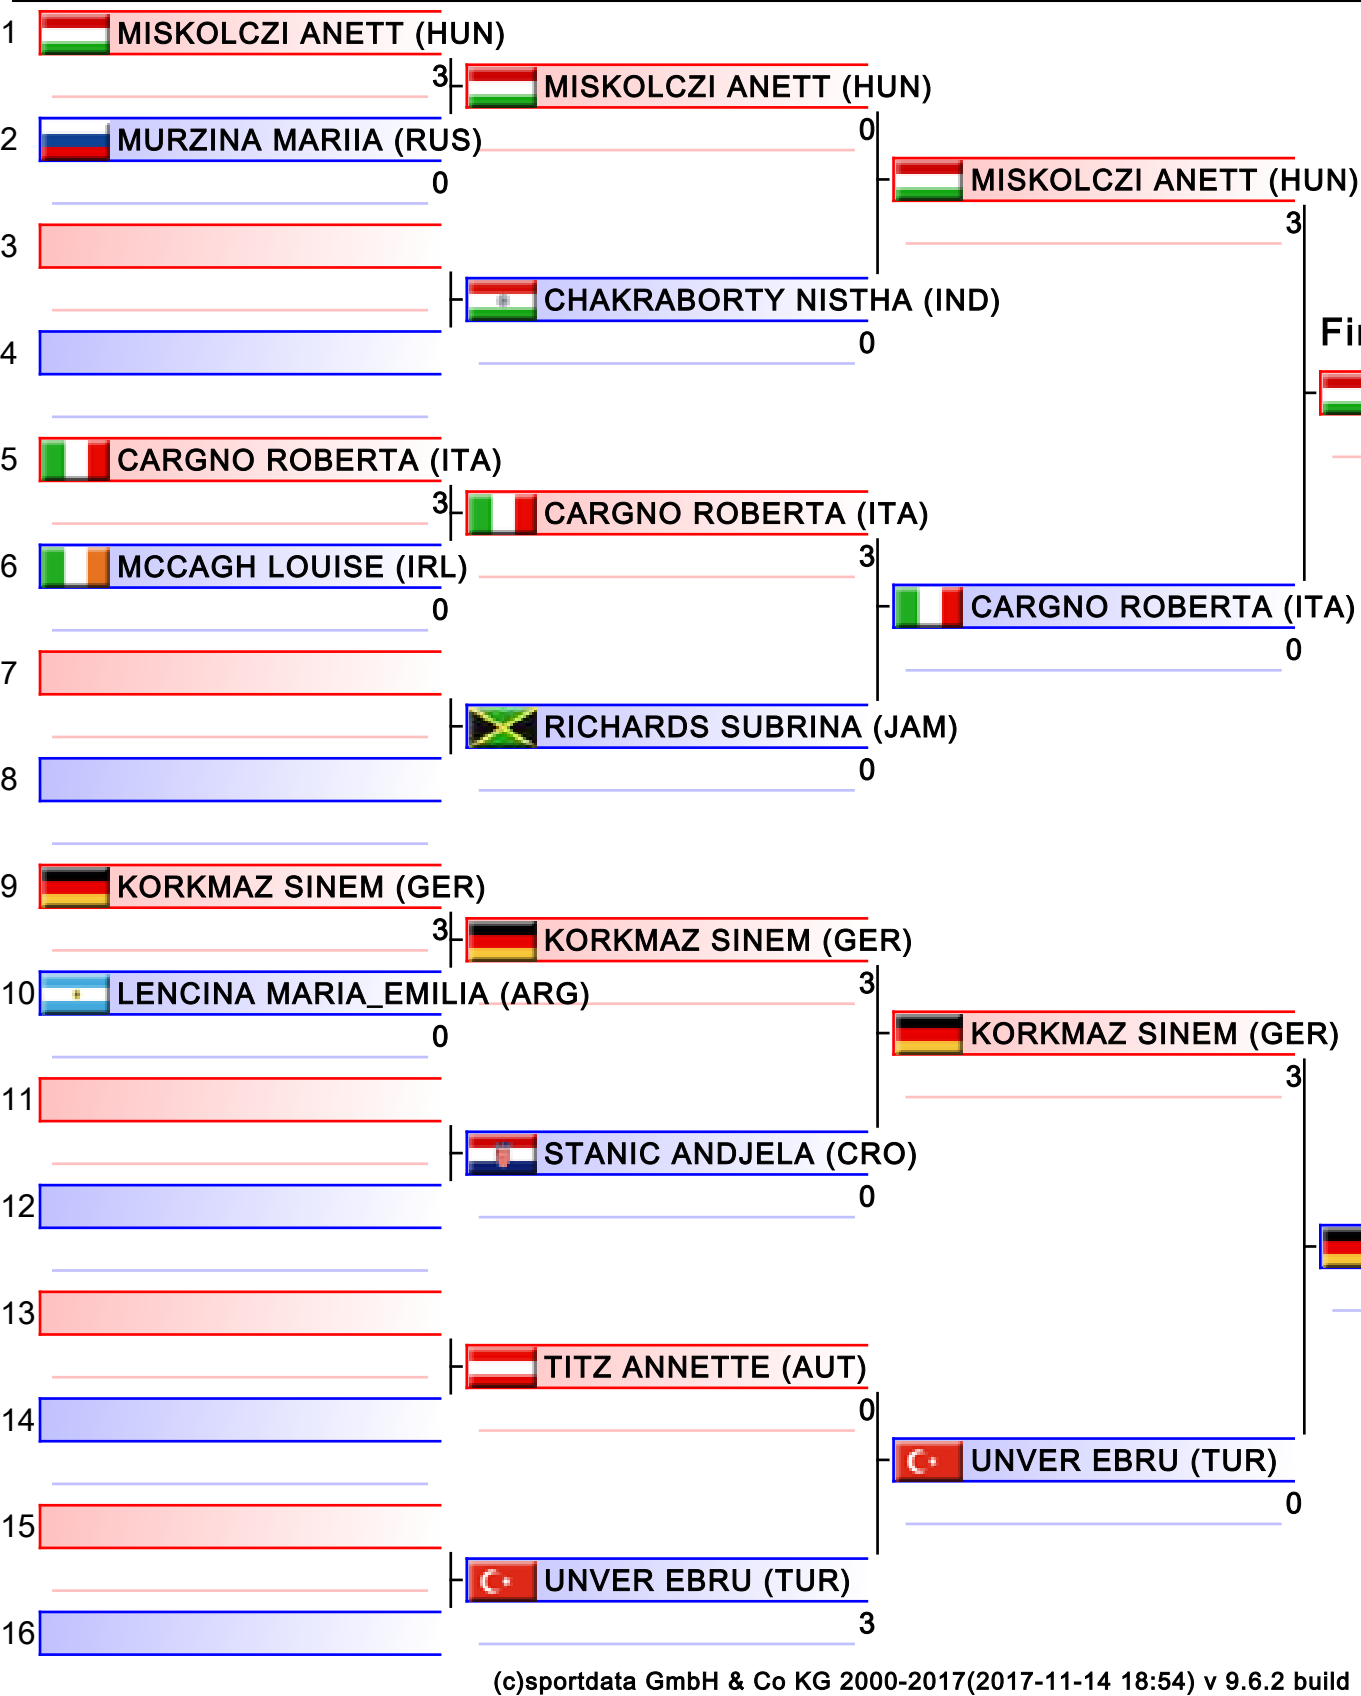 1 MISKOLCZI ANETT (HUN)
3 MISKOLCZI ANETT (HUN)
2 MURZINA MARIIA (RUS)
0
0
MISKOLCZI ANETT (HUN)
3
3
CHAKRABORTY NISTHA (IND)
0
4
Fi
5 CARGNO ROBERTA (ITA)
3 CARGNO ROBERTA (ITA)
3
6 MCCAGH LOUISE (IRL)
0
CARGNO ROBERTA (ITA)
0
7
RICHARDS SUBRINA (JAM)
0
8
9 KORKMAZ SINEM (GER)
3 KORKMAZ SINEM (GER)
3
10 LENCINA MARIA_EMILIA (ARG)
0
KORKMAZ SINEM (GER)
3
11
STANIC ANDJELA (CRO)
0
12
13
TITZ ANNETTE (AUT)
0
14
UNVER EBRU (TUR)
0
15
UNVER EBRU (TUR)
3
16
(c)sportdata GmbH & Co KG 2000-2017(2017-11-14 18:54) v 9.6.2 build